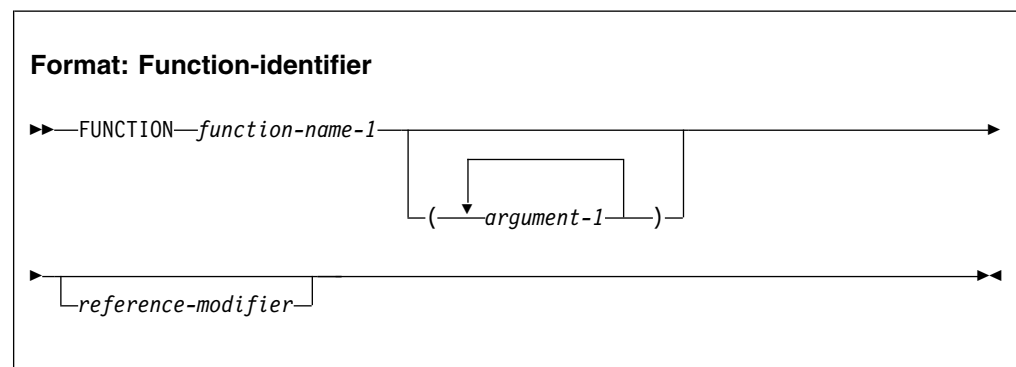 Format: Function-identifier
FUNCTION function-name-1
( argument-1 )
reference-modifier